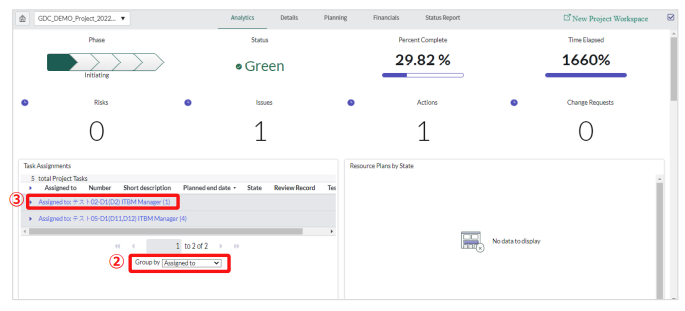 GDC_DEMO_Project_2022... ▼
Analytics Details Planning Financials Status Report
New Project Workspace
Phase Status Percent Complete Time Elapsed
Initiating
Green
29.82 %
1660%
Risks Issues Actions Change Requests
0 1 1 0
Task Assignments
Resource Plans by State
5 total Project Tasks
Assigned to Number Short description Planned end date State Review Record Tes
③
Assigned to: テスト02-D1(D2) ITBM Manager (1)
Assigned to: テスト05-D1(D11,D12) ITBM Manager (4)
1 to 2 of 2
No data to display
②
Group by Assigned to